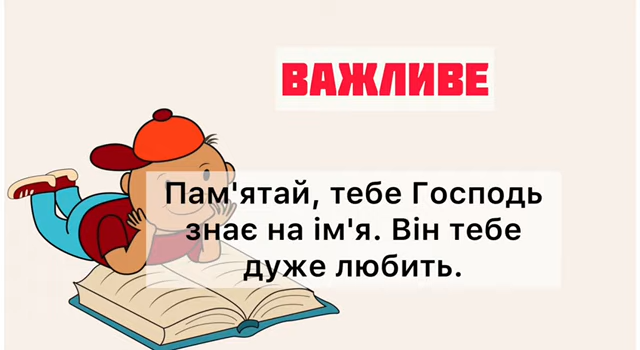 ВАЖЛИВЕ
Пам'ятай, тебе Господь
знає на ім'я. Він тебе
дуже любить.